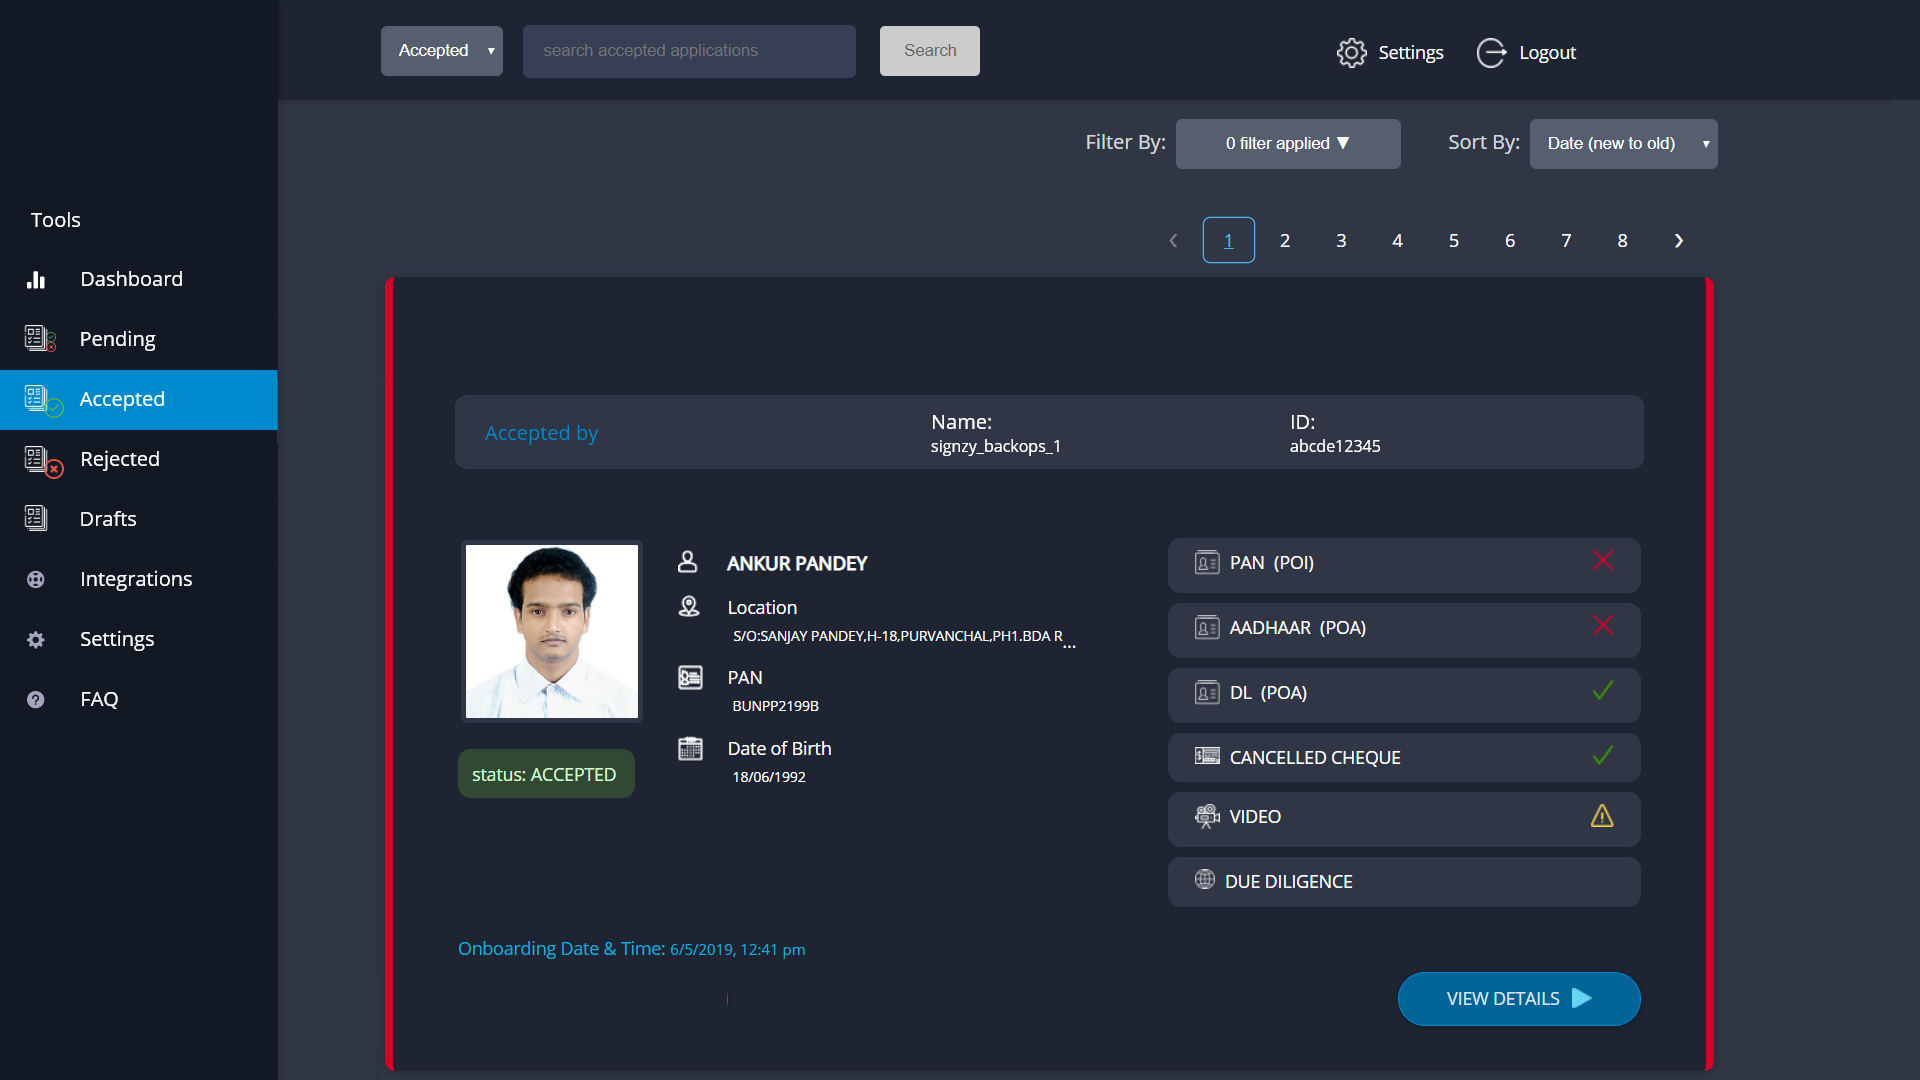 Accepted
search accepted applications
Search
Settings
Logout
Filter By:
0 filter applied ▼
Sort By:
Date (new to old)
‹ 1 2 3 4 5 6 7 8 ›
Tools
Dashboard
Pending
Accepted
Rejected
Drafts
Integrations
Settings
FAQ
Accepted by
Name:
signzy_backops_1
ID:
abcde12345
ANKUR PANDEY
Location
S/O:SANJAY PANDEY,H-18,PURVANCHAL,PH1.BDA R...
PAN
BUNPP2199B
Date of Birth
18/06/1992
status: ACCEPTED
PAN (POI)
AADHAAR (POA)
DL (POA)
CANCELLED CHEQUE
VIDEO
DUE DILIGENCE
Onboarding Date & Time: 6/5/2019, 12:41 pm
VIEW DETAILS